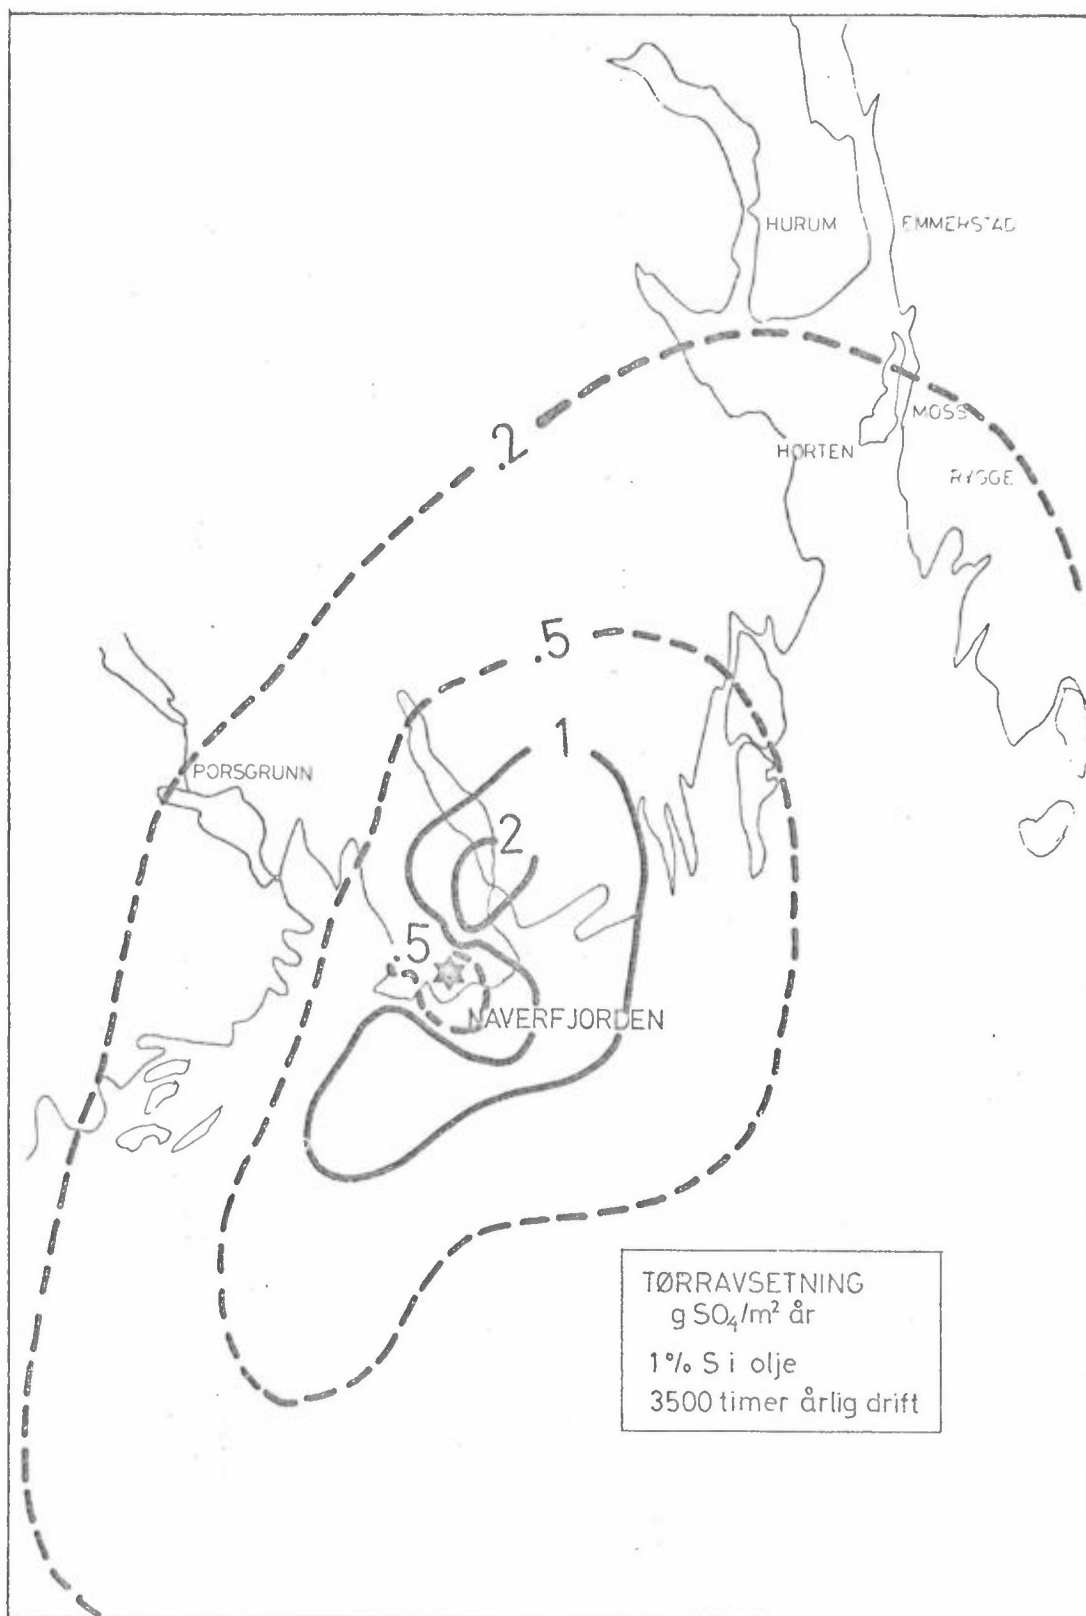 HURUM
EMMERSTAD
MOSS
HORTEN
RYGGE
.2
.5
1
PORSGRUNN
2
.5
NAVERFJORDEN
TØRRAVSETNING
g SO₄/m² år
1% S i olje
3500 timer årlig drift